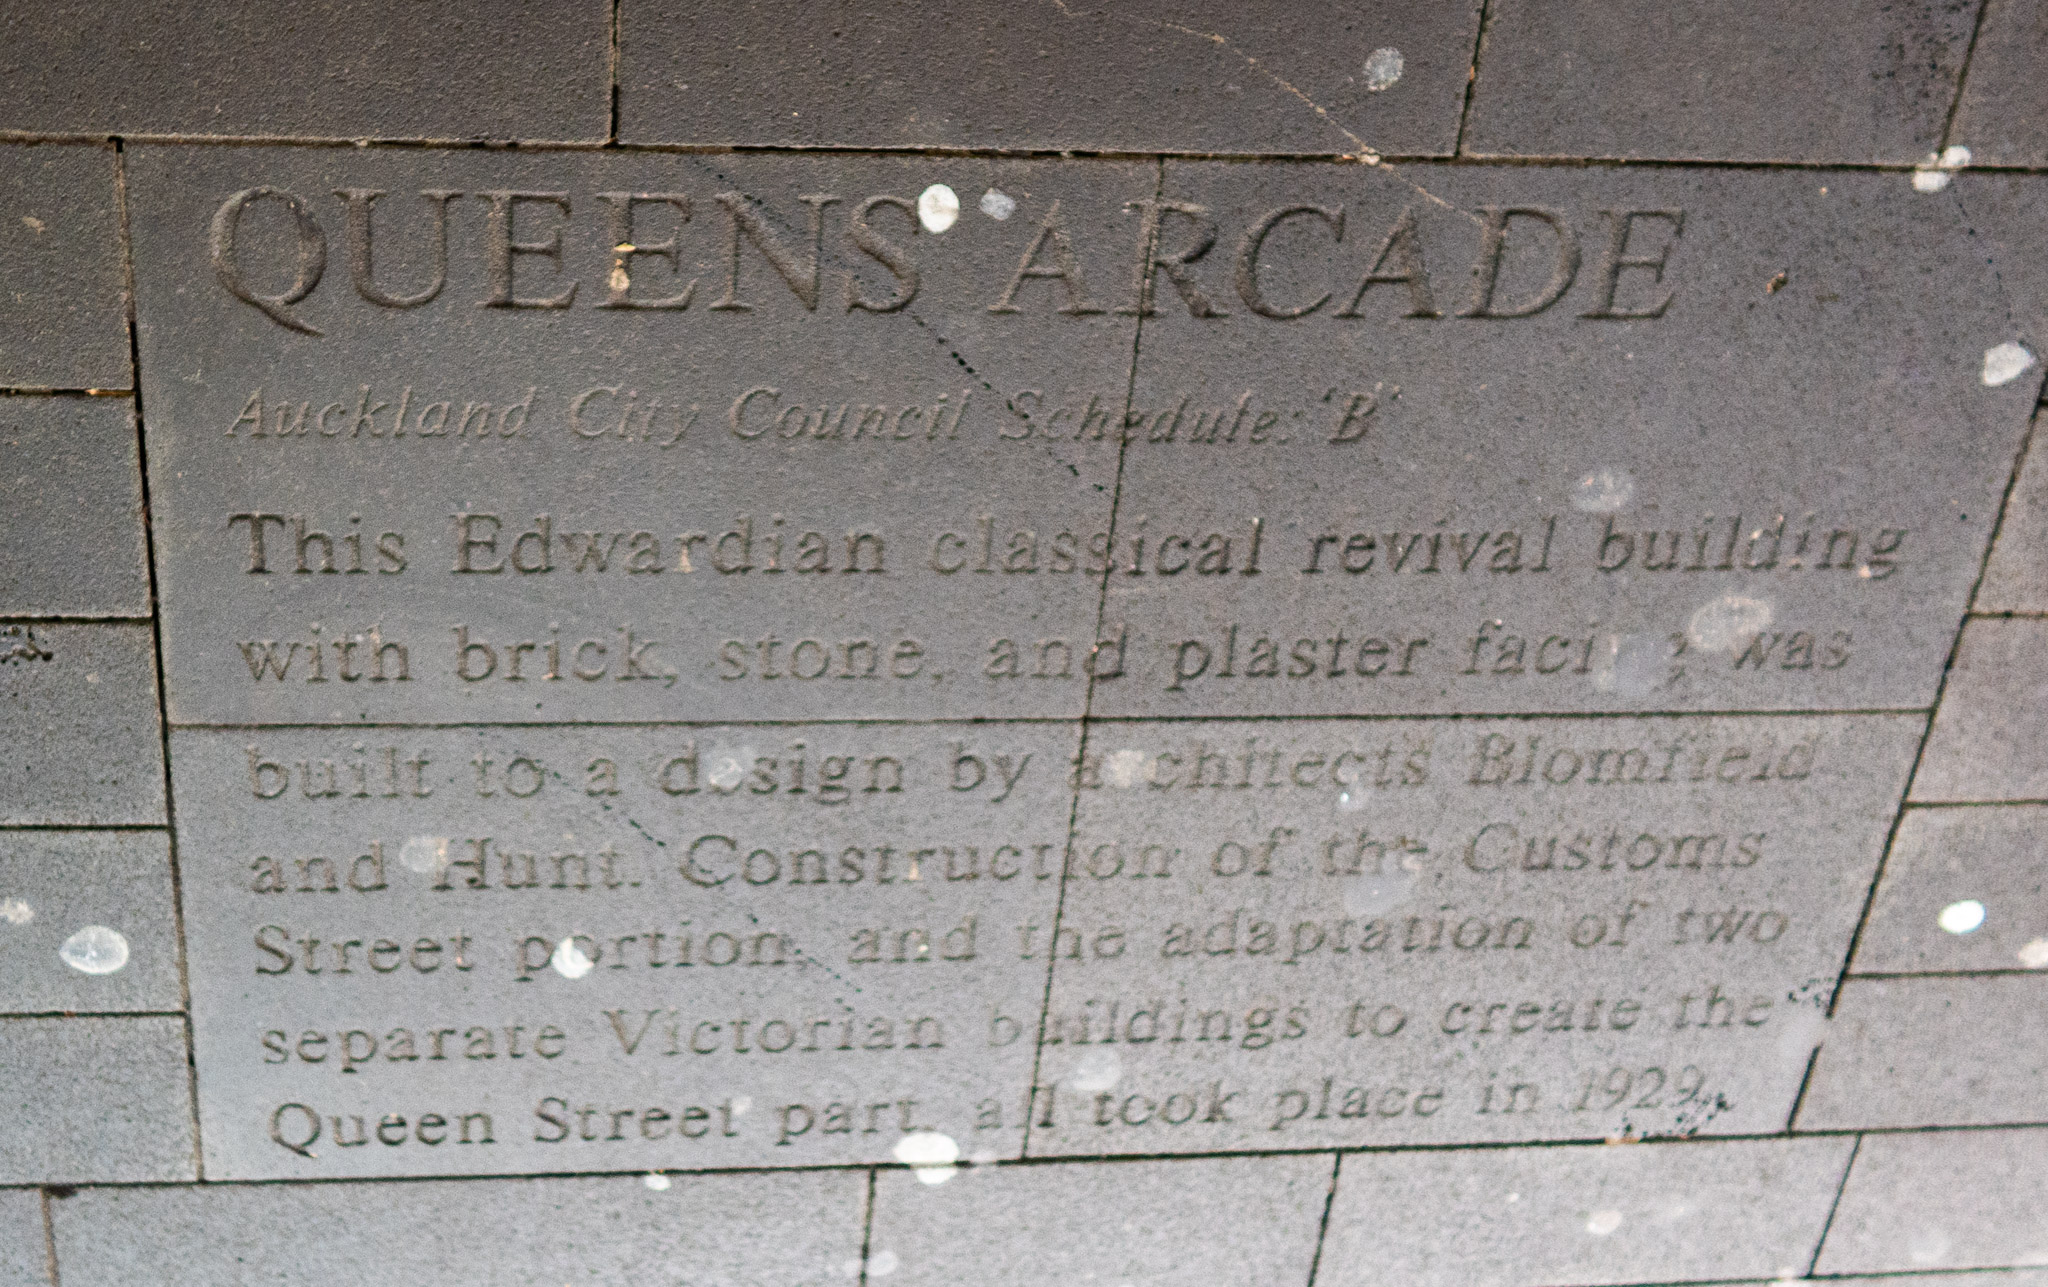 QUEENS ARCADE
Auckland City Council Schedule: 'B'
This Edwardian classical revival building
with brick, stone, and plaster facing was
built to a design by architects Blomfield
and Hunt. Construction of the Customs
Street portion, and the adaptation of two
separate Victorian buildings to create the
Queen Street part, all took place in 1929.